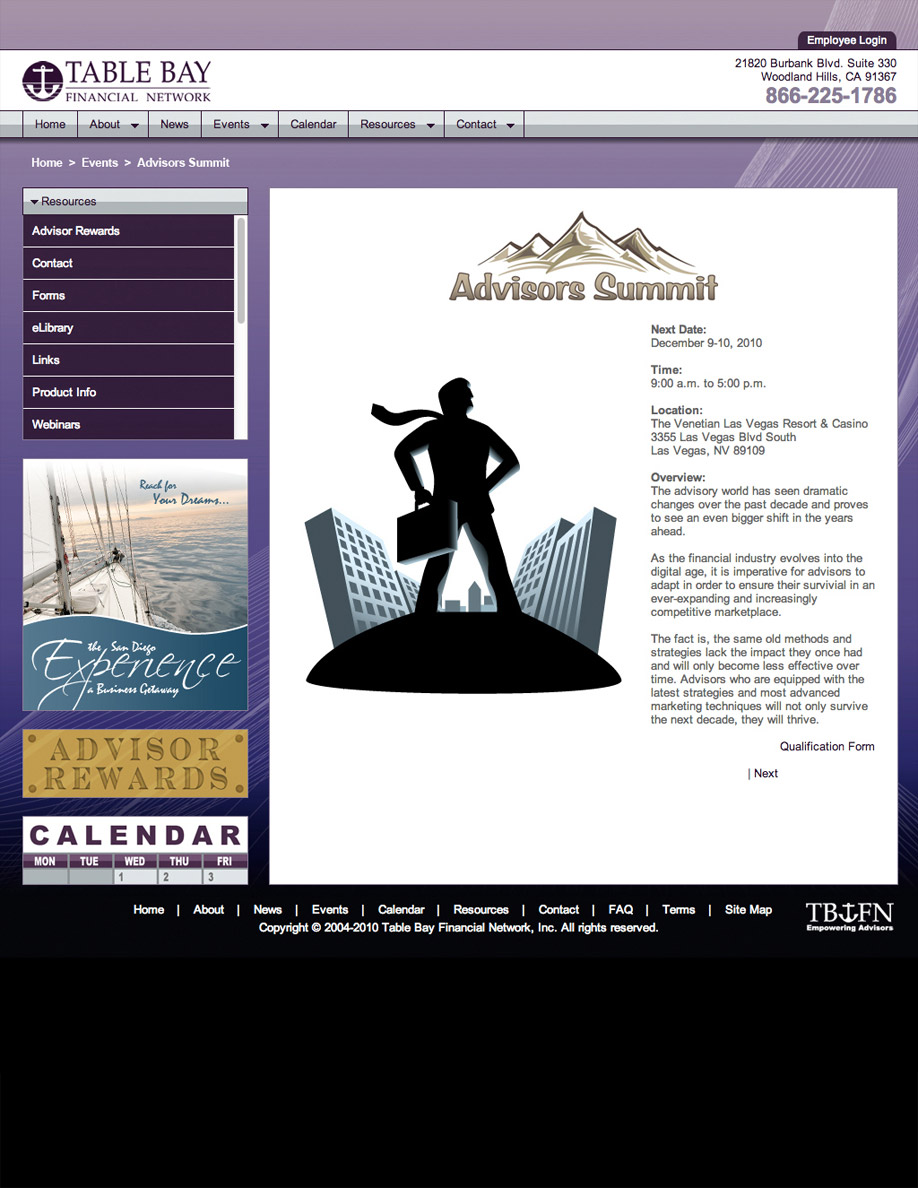 Employee Login
TABLE BAY
FINANCIAL NETWORK
21820 Burbank Blvd. Suite 330
Woodland Hills, CA 91367
866-225-1786
Home About News Events Calendar Resources Contact
Home > Events > Advisors Summit
Resources
Advisor Rewards
Contact
Forms
eLibrary
Links
Product Info
Webinars
Reach for
Your Dreams...
the San Diego
Experience
a Business Getaway
ADVISOR
REWARDS
CALENDAR
MON TUE WED THU FRI
1 2 3
Advisors Summit
Next Date:
December 9-10, 2010
Time:
9:00 a.m. to 5:00 p.m.
Location:
The Venetian Las Vegas Resort & Casino
3355 Las Vegas Blvd South
Las Vegas, NV 89109
Overview:
The advisory world has seen dramatic
changes over the past decade and proves
to see an even bigger shift in the years
ahead.
As the financial industry evolves into the
digital age, it is imperative for advisors to
adapt in order to ensure their survivial in an
ever-expanding and increasingly
competitive marketplace.
The fact is, the same old methods and
strategies lack the impact they once had
and will only become less effective over
time. Advisors who are equipped with the
latest strategies and most advanced
marketing techniques will not only survive
the next decade, they will thrive.
Qualification Form
| Next
Home | About | News | Events | Calendar | Resources | Contact | FAQ | Terms | Site Map
Copyright © 2004-2010 Table Bay Financial Network, Inc. All rights reserved.
TB FN
Empowering Advisors